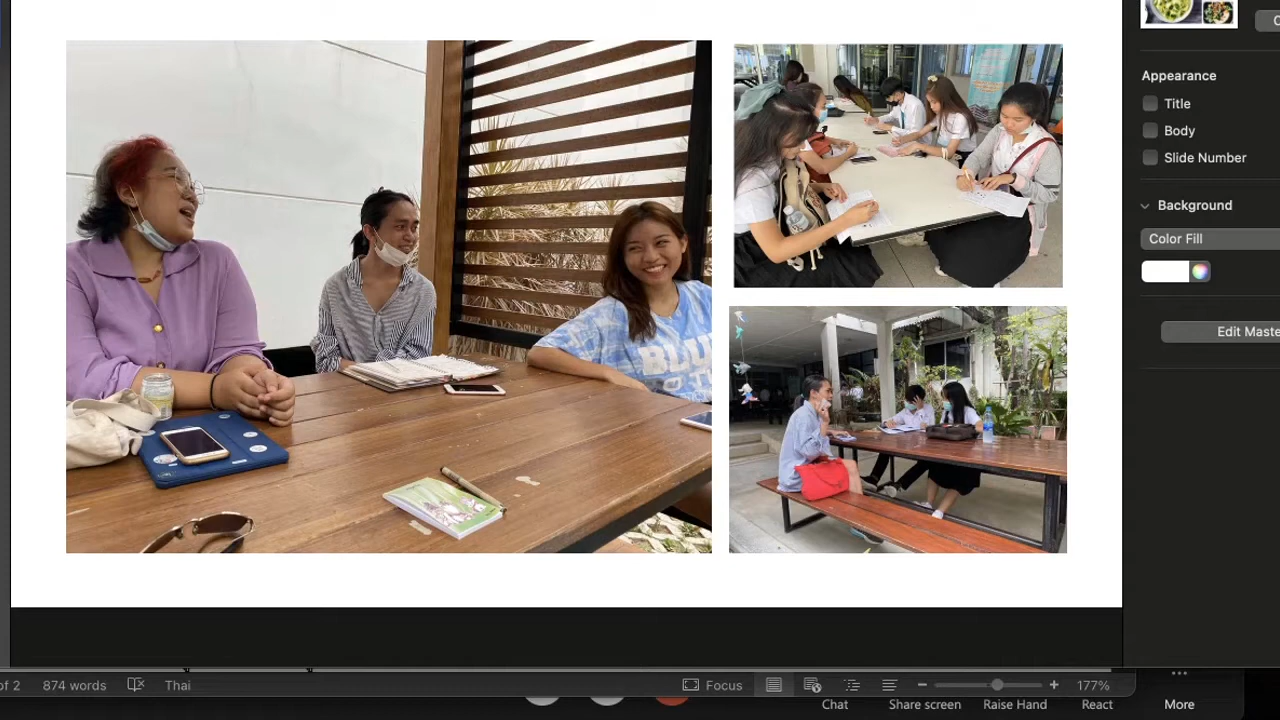 Appearance
Title
Body
Slide Number
Background
Color Fill
Edit Maste
BLU
of 2
874 words
Thai
Focus
177%
Chat
Share screen
Raise Hand
React
More